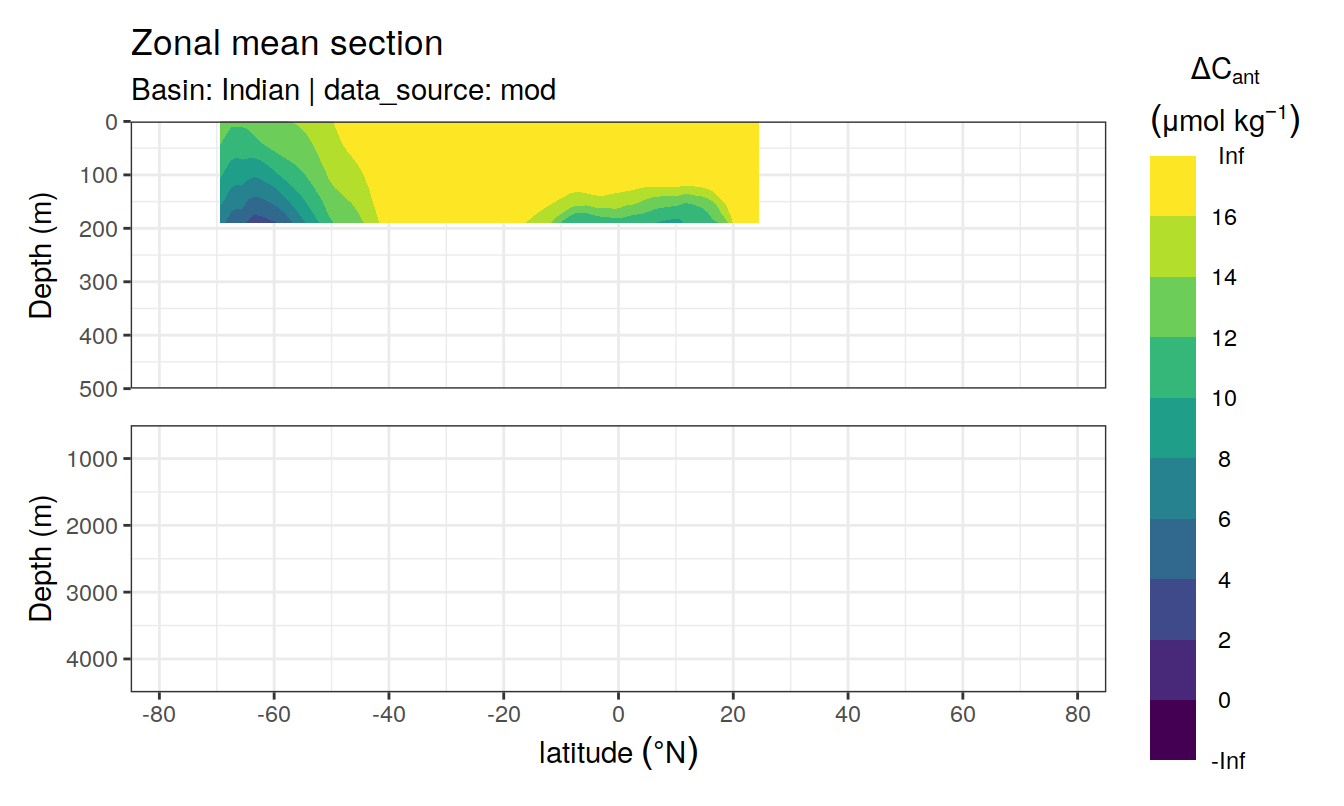 Zonal mean section
Basin: Indian | data_source: mod
ΔCant
(μmol kg−1)
Inf
16
14
12
10
8
6
4
2
0
-Inf
Depth (m)
0
100
200
300
400
500
Depth (m)
1000
2000
3000
4000
-80 -60 -40 -20 0 20 40 60 80
latitude (°N)